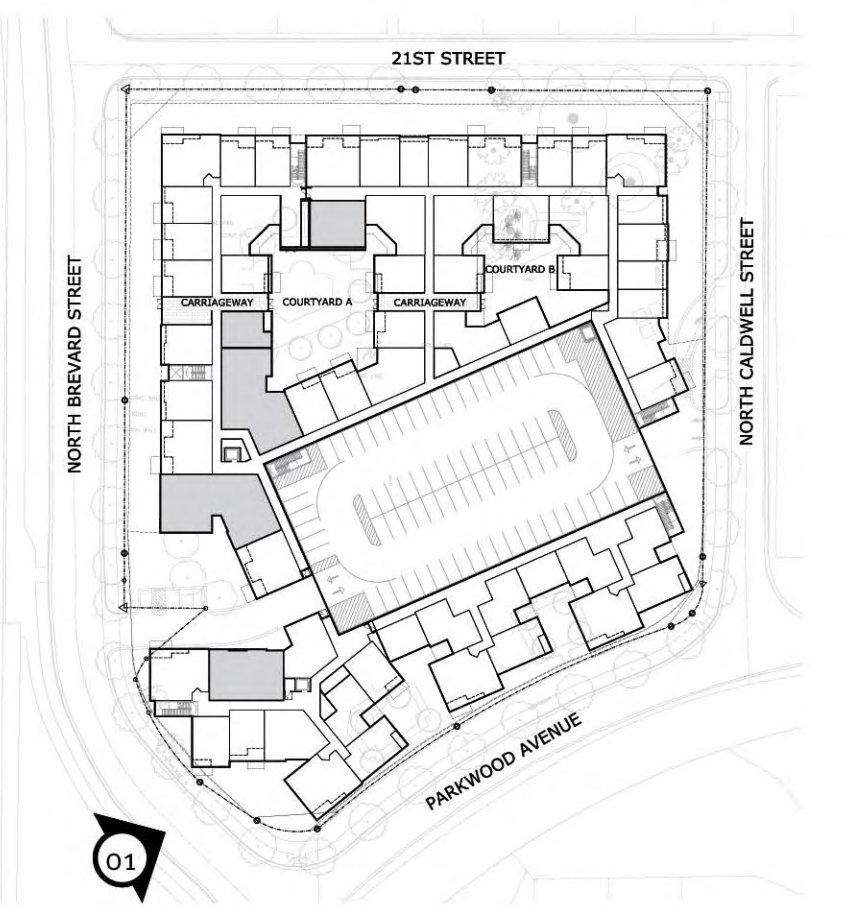 21ST STREET
NORTH BREVARD STREET
NORTH CALDWELL STREET
COURTYARD B
CARRIAGEWAY
COURTYARD A
CARRIAGEWAY
PARKWOOD AVENUE
01